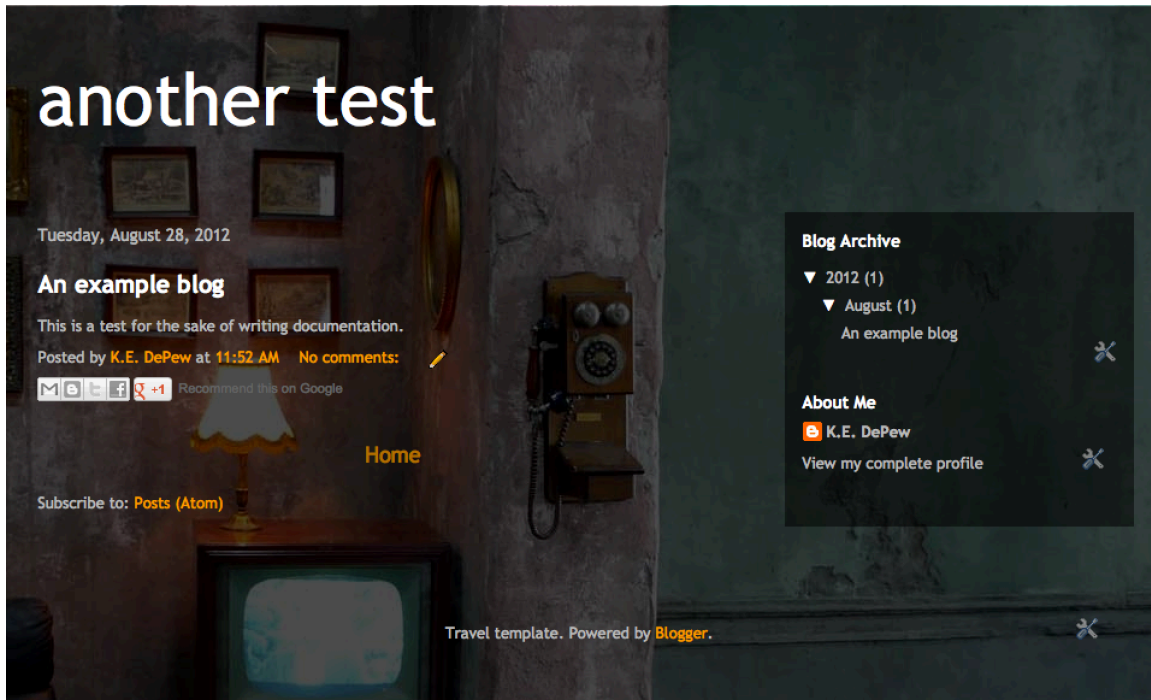 another test
Tuesday, August 28, 2012
An example blog
This is a test for the sake of writing documentation.
Posted by K.E. DePew at 11:52 AM No comments:
+1 Recommend this on Google
Home
Subscribe to: Posts (Atom)
Blog Archive
▼ 2012 (1)
▼ August (1)
An example blog
About Me
K.E. DePew
View my complete profile
Travel template. Powered by Blogger.